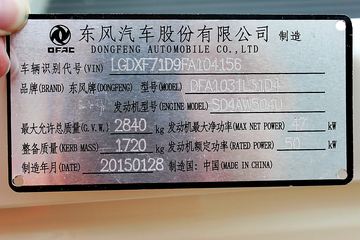 东风汽车股份有限公司 制造
DFAC DONGFENG AUTOMOBILE CO.,LTD
车辆识别代号(VIN) LGDXF71D9FA104156
品牌(BRAND) 东风牌(DONGFENG) 型号(MODEL) DFA1031L31D4
发动机型号(ENGINE MODEL)
最大允许总质量(G.V.W.) 2840 kg 发动机最大净功率(MAX NET POWER) 47 kW
整备质量(KERB MASS) 1720 kg 发动机额定功率(RATED POWER) 50 kW
制造年月(DATE) 20150128 制造国:中国(MADE IN CHINA)